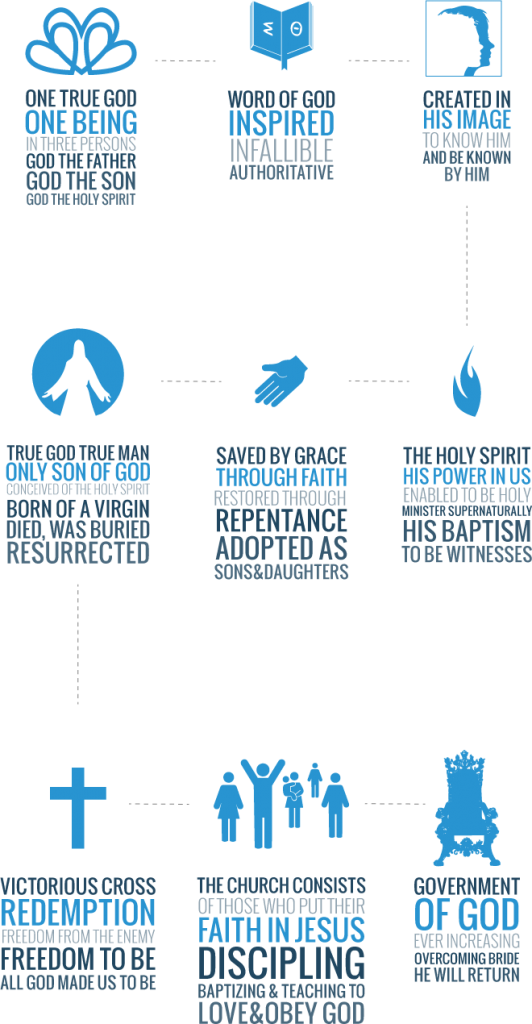 ONE TRUE GOD
ONE BEING
IN THREE PERSONS
GOD THE FATHER
GOD THE SON
GOD THE HOLY SPIRIT
WORD OF GOD
INSPIRED
INFALLIBLE
AUTHORITATIVE
CREATED IN
HIS IMAGE
TO KNOW HIM
AND BE KNOWN
BY HIM
TRUE GOD TRUE MAN
ONLY SON OF GOD
CONCEIVED OF THE HOLY SPIRIT
BORN OF A VIRGIN
DIED, WAS BURIED
RESURRECTED
SAVED BY GRACE
THROUGH FAITH
RESTORED THROUGH
REPENTANCE
ADOPTED AS
SONS&DAUGHTERS
THE HOLY SPIRIT
HIS POWER IN US
ENABLED TO BE HOLY
MINISTER SUPERNATURALLY
HIS BAPTISM
TO BE WITNESSES
VICTORIOUS CROSS
REDEMPTION
FREEDOM FROM THE ENEMY
FREEDOM TO BE
ALL GOD MADE US TO BE
THE CHURCH CONSISTS
OF THOSE WHO PUT THEIR
FAITH IN JESUS
DISCIPLING
BAPTIZING & TEACHING TO
LOVE&OBEY GOD
GOVERNMENT
OF GOD
EVER INCREASING
OVERCOMING BRIDE
HE WILL RETURN